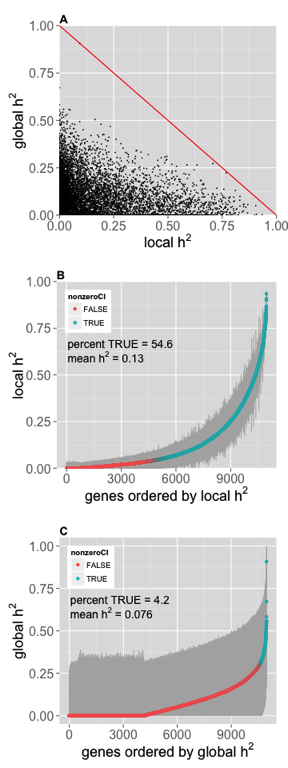 A
1.00
0.75
0.50
0.25
0.00
global h²
0.00 0.25 0.50 0.75 1.00
local h²
B
1.00
0.75
0.50
0.25
0.00
local h²
nonzeroCI
FALSE
TRUE
percent TRUE = 54.6
mean h² = 0.13
0 3000 6000 9000
genes ordered by local h²
C
1.00
0.75
0.50
0.25
0.00
global h²
nonzeroCI
FALSE
TRUE
percent TRUE = 4.2
mean h² = 0.076
0 3000 6000 9000
genes ordered by global h²